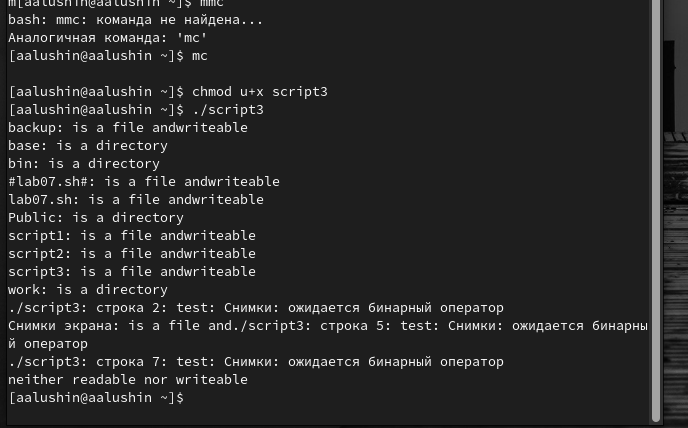 m[aalushin@aalushin ~]$ mmc
bash: mmc: команда не найдена...
Аналогичная команда: 'mc'
[aalushin@aalushin ~]$ mc
[aalushin@aalushin ~]$ chmod u+x script3
[aalushin@aalushin ~]$ ./script3
backup: is a file andwriteable
base: is a directory
bin: is a directory
#lab07.sh#: is a file andwriteable
lab07.sh: is a file andwriteable
Public: is a directory
script1: is a file andwriteable
script2: is a file andwriteable
script3: is a file andwriteable
work: is a directory
./script3: строка 2: test: Снимки: ожидается бинарный оператор
Снимки экрана: is a file and./script3: строка 5: test: Снимки: ожидается бинарны
й оператор
./script3: строка 7: test: Снимки: ожидается бинарный оператор
neither readable nor writeable
[aalushin@aalushin ~]$